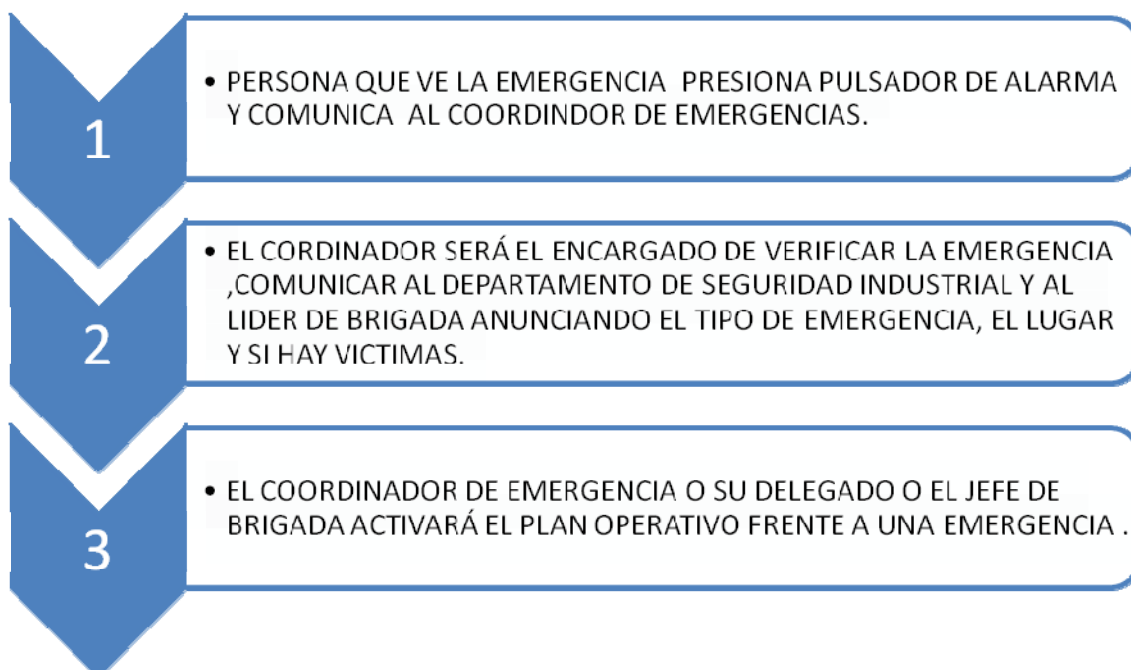 1
• PERSONA QUE VE LA EMERGENCIA PRESIONA PULSADOR DE ALARMA
Y COMUNICA AL COORDINDOR DE EMERGENCIAS.
2
• EL CORDINADOR SERÁ EL ENCARGADO DE VERIFICAR LA EMERGENCIA
,COMUNICAR AL DEPARTAMENTO DE SEGURIDAD INDUSTRIAL Y AL
LIDER DE BRIGADA ANUNCIANDO EL TIPO DE EMERGENCIA, EL LUGAR
Y SI HAY VICTIMAS.
3
• EL COORDINADOR DE EMERGENCIA O SU DELEGADO O EL JEFE DE
BRIGADA ACTIVARÁ EL PLAN OPERATIVO FRENTE A UNA EMERGENCIA .